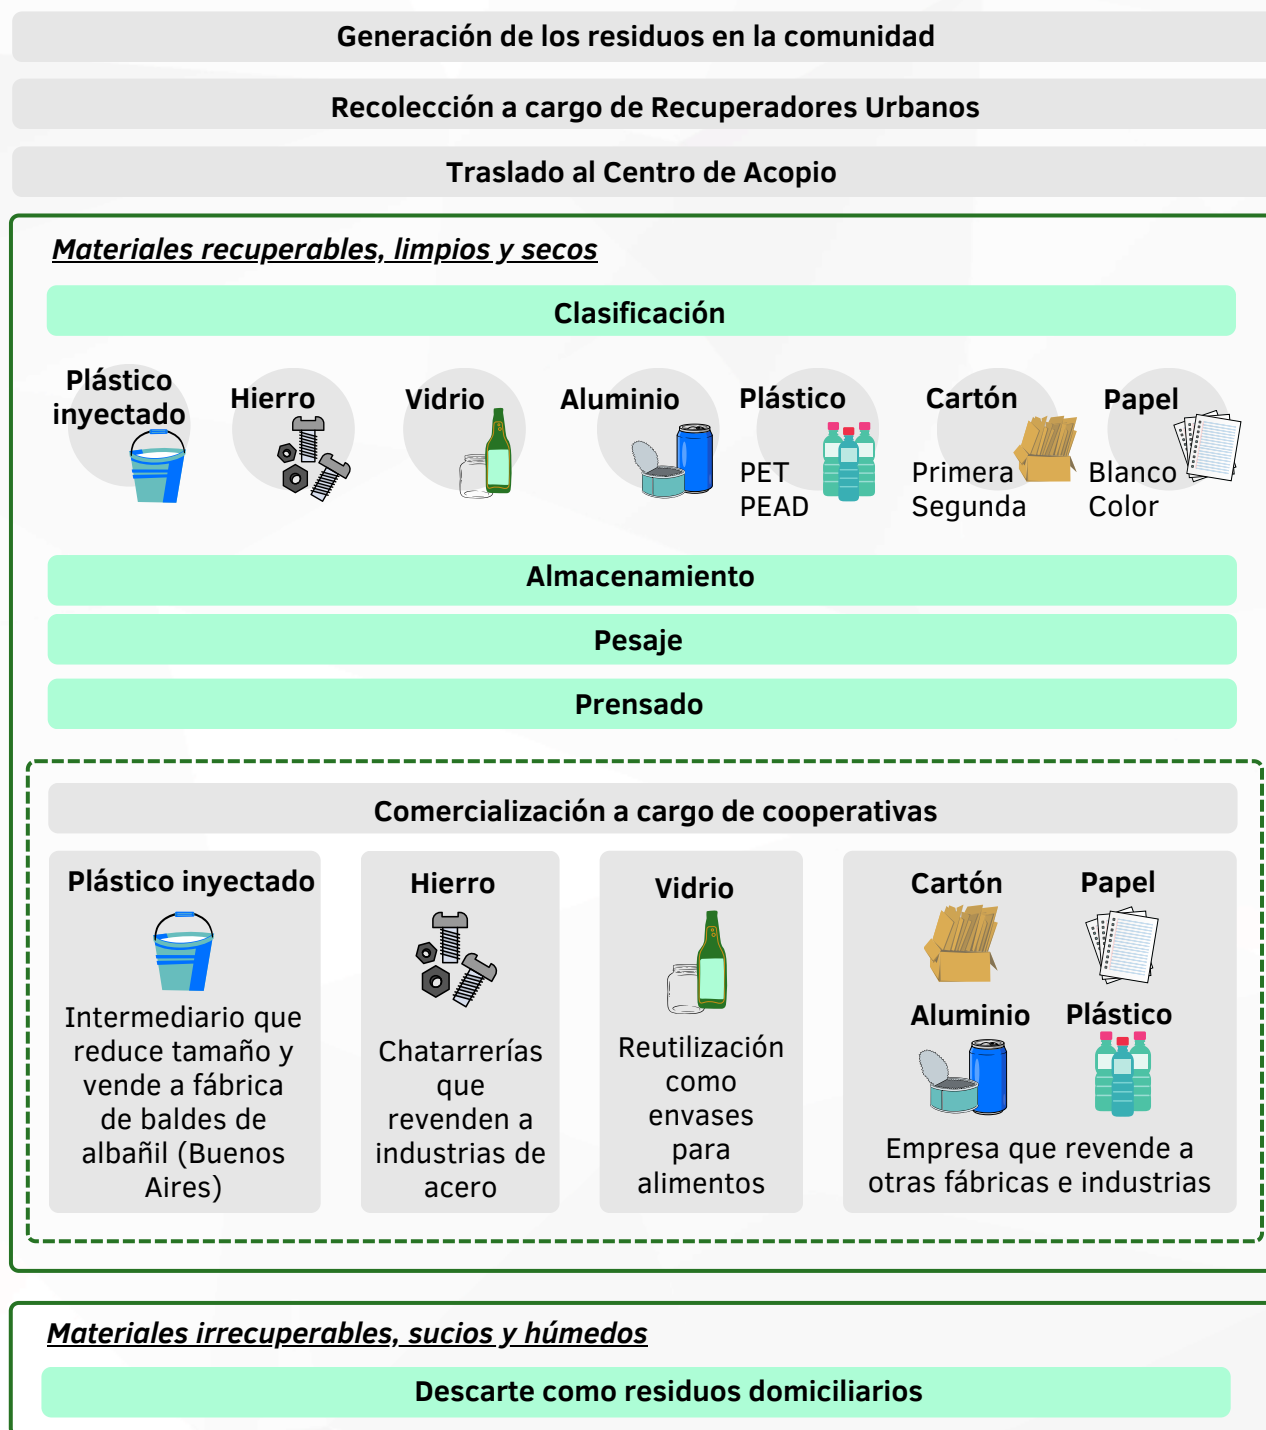 Generación de los residuos en la comunidad
Recolección a cargo de Recuperadores Urbanos
Traslado al Centro de Acopio
Materiales recuperables, limpios y secos
Clasificación
Plástico
inyectado
Hierro
Vidrio
Aluminio
Plástico
PET
PEAD
Cartón
Primera
Segunda
Papel
Blanco
Color
Almacenamiento
Pesaje
Prensado
Comercialización a cargo de cooperativas
Plástico inyectado
Intermediario que
reduce tamaño y
vende a fábrica
de baldes de
albañil (Buenos
Aires)
Hierro
Chatarrerías
que
revenden a
industrias de
acero
Vidrio
Reutilización
como
envases
para
alimentos
Cartón
Papel
Aluminio
Plástico
Empresa que revende a
otras fábricas e industrias
Materiales irrecuperables, sucios y húmedos
Descarte como residuos domiciliarios